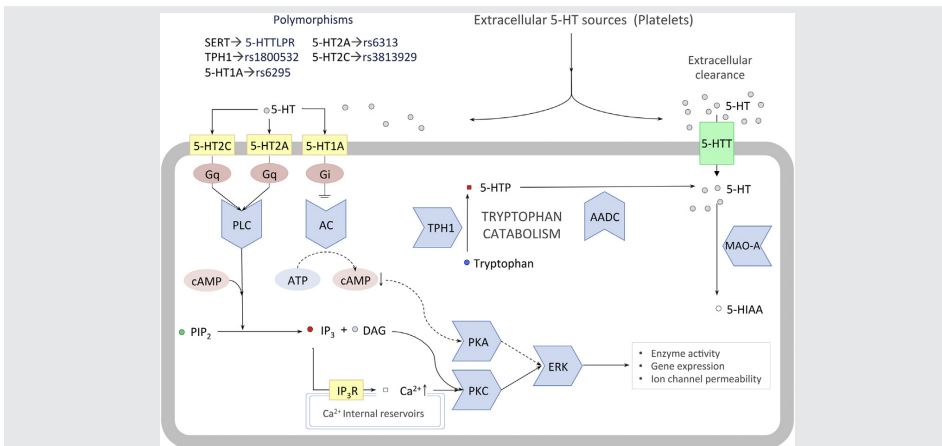 Polymorphisms
SERT→ 5-HTTLPR 5-HT2A→rs6313
TPH1→rs1800532 5-HT2C→rs3813929
5-HT1A→rs6295
Extracellular 5-HT sources (Platelets)
Extracellular
clearance
5-HT
5-HT
5-HT2C 5-HT2A 5-HT1A
5-HTT
Gq Gq Gi
5-HTP
5-HT
PLC AC
TPH1
TRYPTOPHAN
CATABOLISM
AADC
MAO-A
Tryptophan
cAMP ATP cAMP↓
5-HIAA
PIP₂
IP₃ + DAG
PKA
ERK
Enzyme activity
Gene expression
Ion channel permeability
IP₃R
Ca²⁺↑
PKC
Ca²⁺ Internal reservoirs